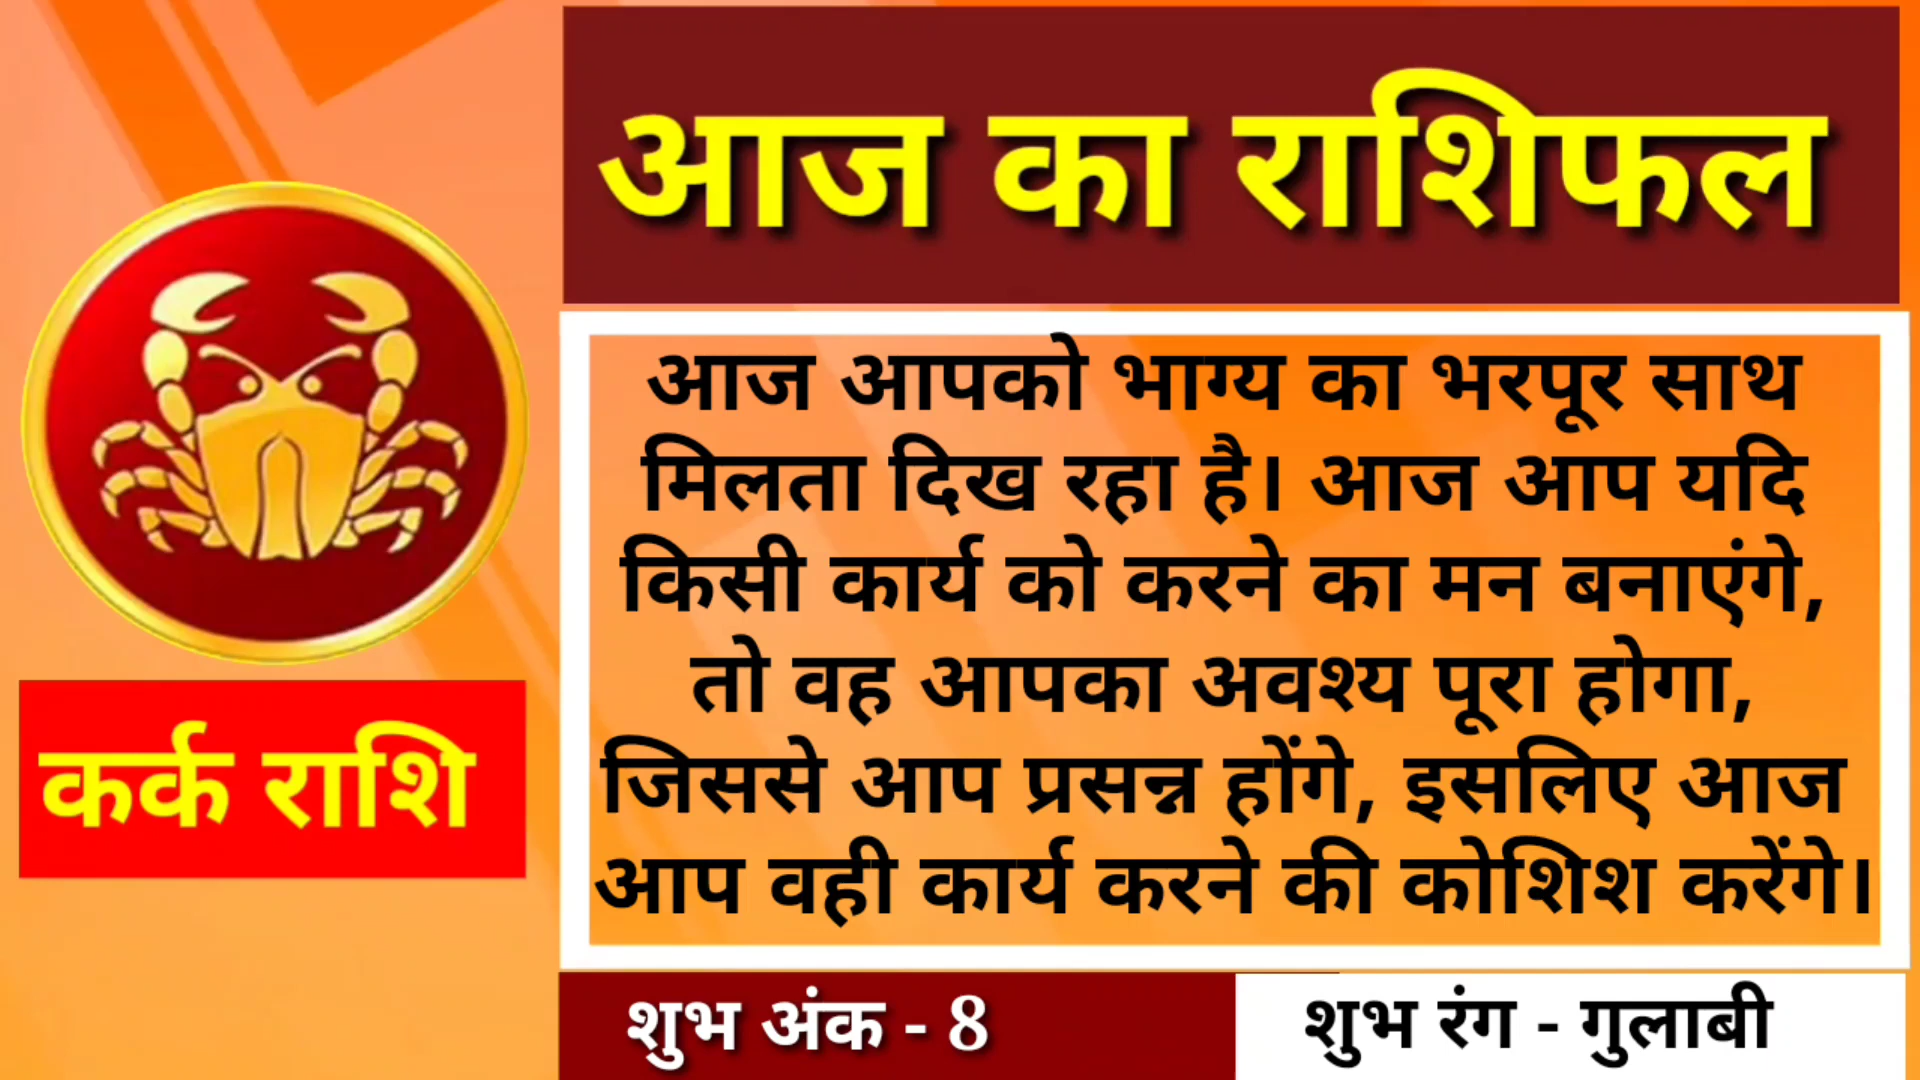 आज का राशिफल
आज आपको भाग्य का भरपूर साथ
मिलता दिख रहा है। आज आप यदि
किसी कार्य को करने का मन बनाएंगे,
तो वह आपका अवश्य पूरा होगा,
जिससे आप प्रसन्न होंगे, इसलिए आज
आप वही कार्य करने की कोशिश करेंगे।
कर्क राशि
शुभ अंक - 8
शुभ रंग - गुलाबी